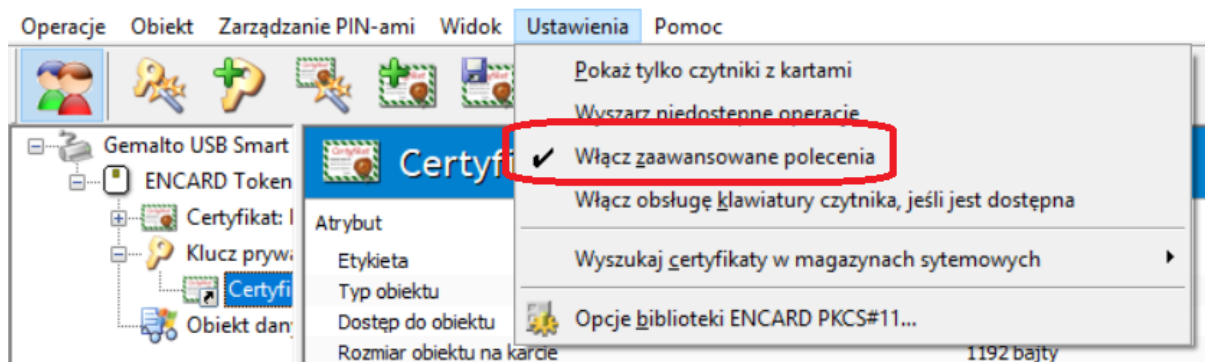 Operacje Obiekt Zarządzanie PIN-ami Widok Ustawienia Pomoc
Pokaż tylko czytniki z kartami
Wyszarz niedostępne operacje
Włącz zaawansowane polecenia
Włącz obsługę klawiatury czytnika, jeśli jest dostępna
Wyszukaj certyfikaty w magazynach sytemowych
Opcje biblioteki ENCARD PKCS#11...
Gemalto USB Smart
ENCARD Token
Certyfikat:
Klucz prywa
Certyfi
Obiekt dan
Certyfi
Atrybut
Etykieta
Typ obiektu
Dostęp do obiektu
Rozmiar obiektu na karcie 1192 bajty